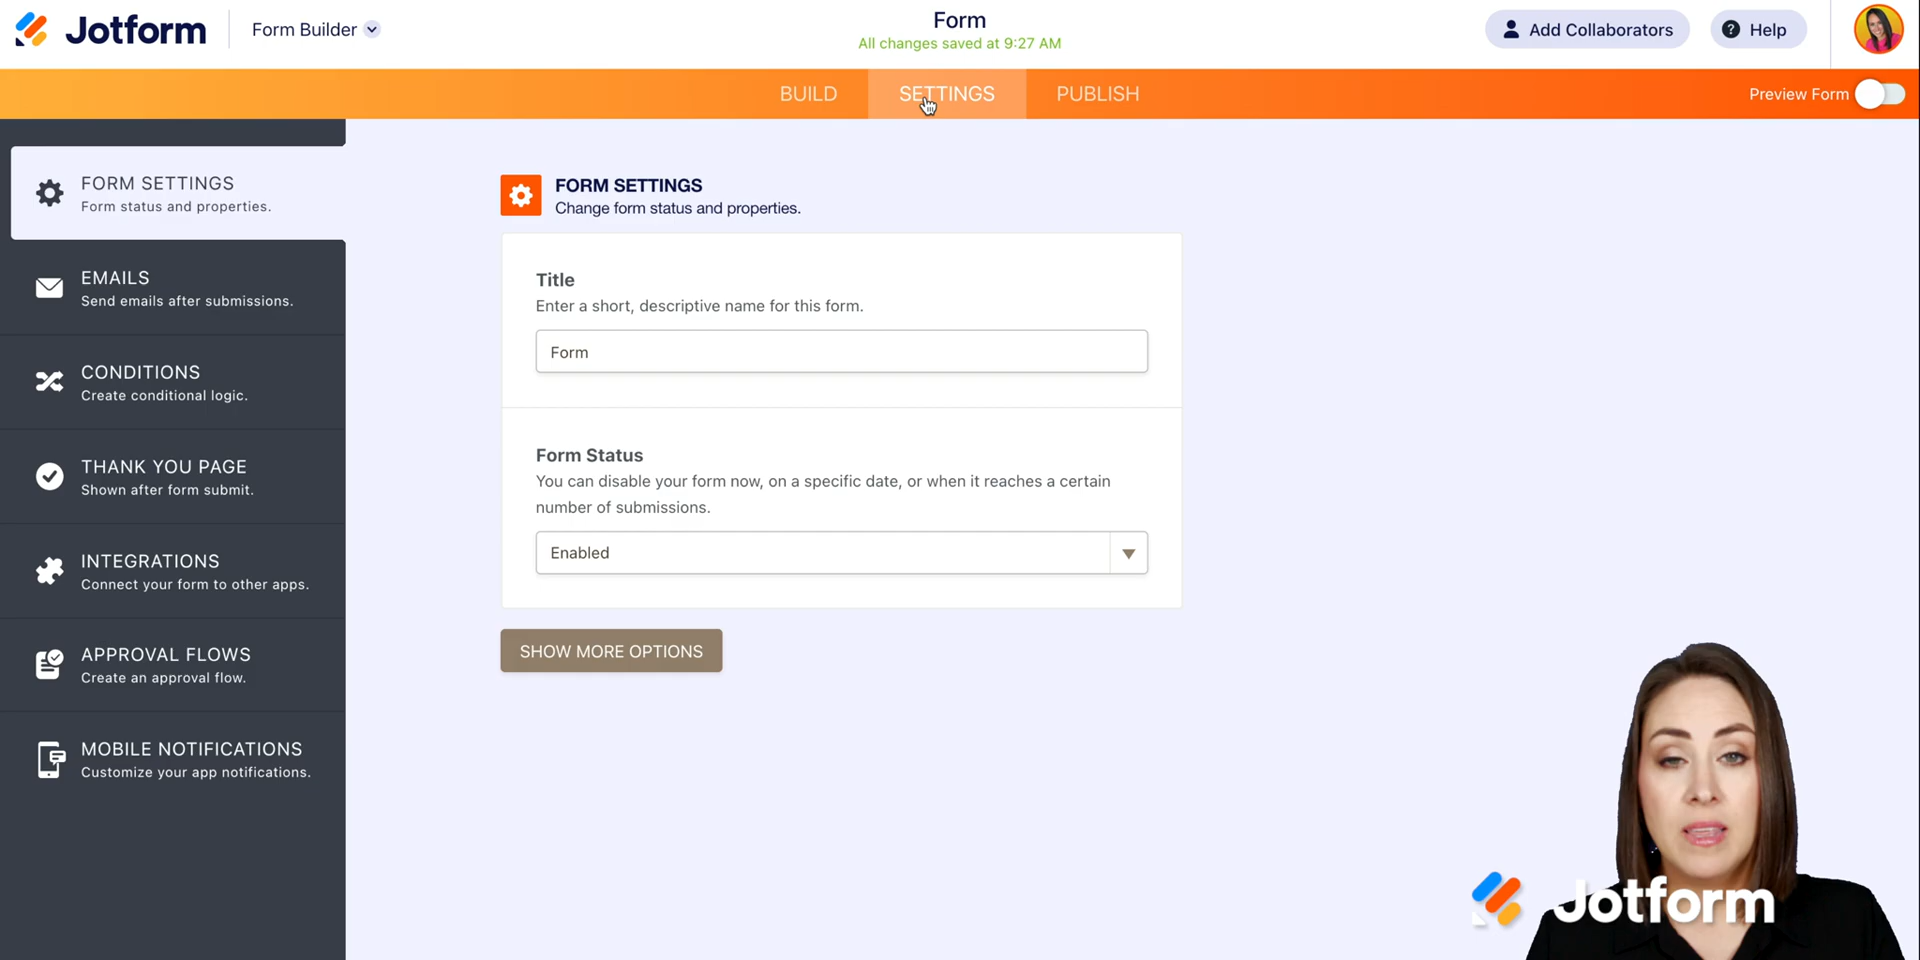 Jotform
Form Builder
Form
All changes saved at 9:27 AM
Add Collaborators
Help
BUILD
SETTINGS
PUBLISH
Preview Form
FORM SETTINGS
Form status and properties.
EMAILS
Send emails after submissions.
CONDITIONS
Create conditional logic.
THANK YOU PAGE
Shown after form submit.
INTEGRATIONS
Connect your form to other apps.
APPROVAL FLOWS
Create an approval flow.
MOBILE NOTIFICATIONS
Customize your app notifications.
FORM SETTINGS
Change form status and properties.
Title
Enter a short, descriptive name for this form.
Form
Form Status
You can disable your form now, on a specific date, or when it reaches a certain
number of submissions.
Enabled
SHOW MORE OPTIONS
Jotform